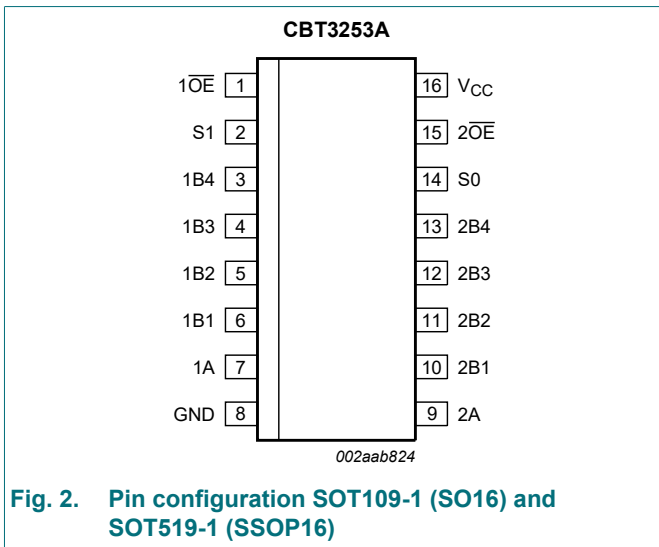 CBT3253A
1O̅E̅ 1 16 VCC
S1 2 15 2O̅E̅
1B4 3 14 S0
1B3 4 13 2B4
1B2 5 12 2B3
1B1 6 11 2B2
1A 7 10 2B1
GND 8 9 2A
002aab824
Fig. 2. Pin configuration SOT109-1 (SO16) and
SOT519-1 (SSOP16)